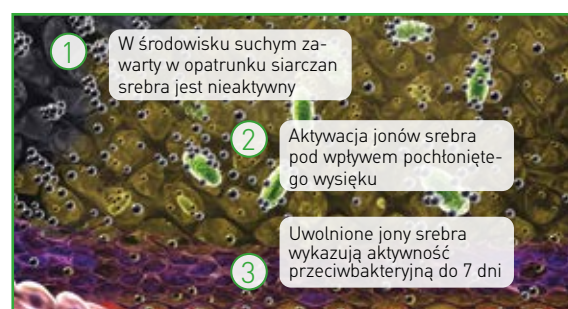 1
W środowisku suchym za-
warty w opatrunku siarczan
srebra jest nieaktywny
2
Aktywacja jonów srebra
pod wpływem pochłonięte-
go wysięku
3
Uwolnione jony srebra
wykazują aktywność
przeciwbakteryjną do 7 dni